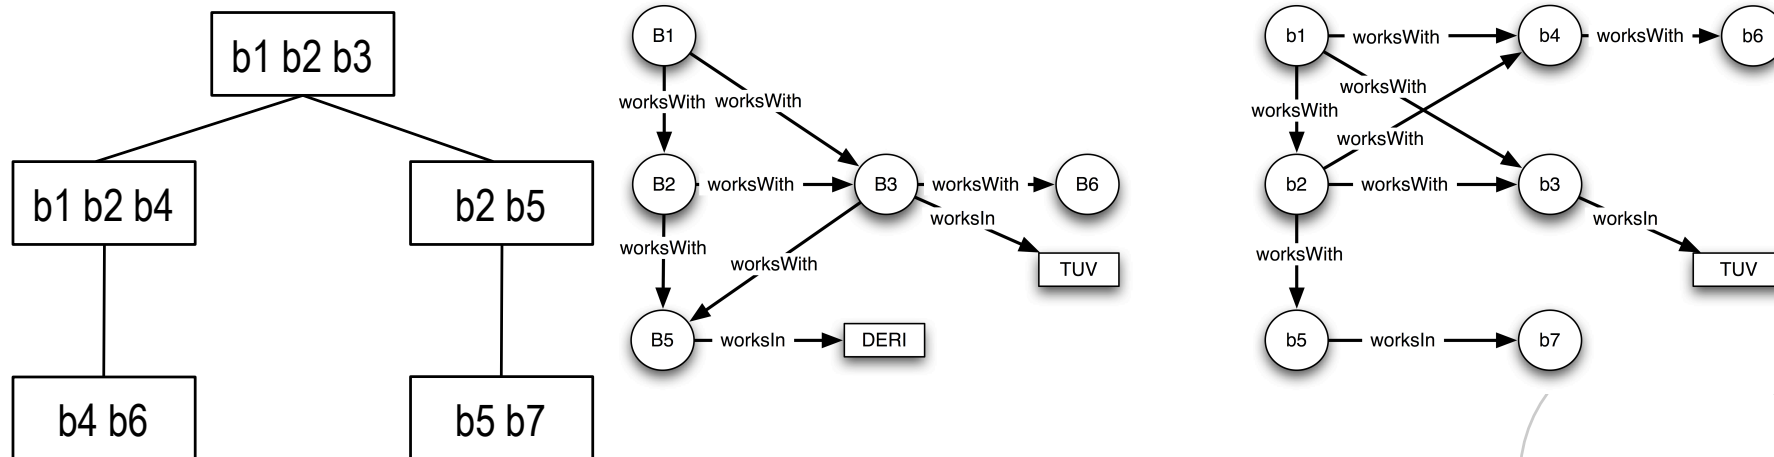 b1 b2 b3
b1 b2 b4
b2 b5
b4 b6
b5 b7
B1
worksWith
worksWith
B2
worksWith
B3
worksWith
B6
worksWith
worksIn
worksWith
TUV
B5
worksIn
DERI
b1
worksWith
b4
worksWith
b6
worksWith
worksWith
worksWith
b2
worksWith
b3
worksIn
worksWith
TUV
b5
worksIn
b7